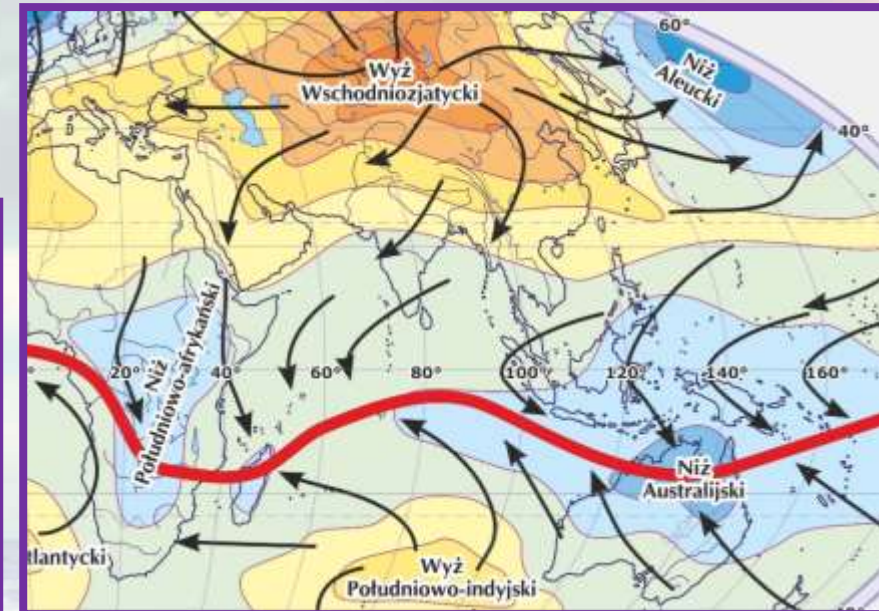 60°
Niż
Aleucki
Wyż
Wschodniozjatycki
40°
Niż
Południowo-afrykański
20°
40°
60°
80°
100°
120°
140°
160°
Niż
Australijski
tlantycki
Wyż
Południowo-indyjski